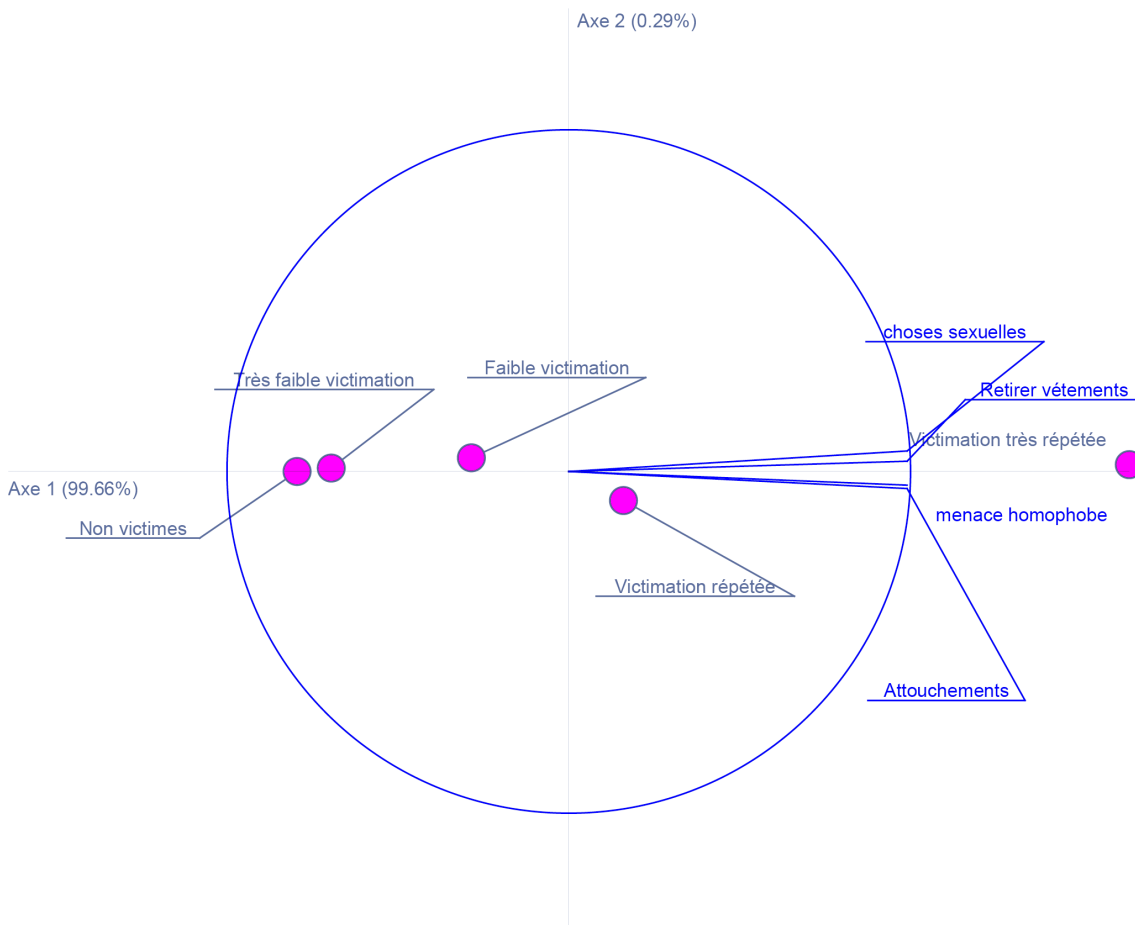 Axe 2 (0.29%)
choses sexuelles
Faible victimation
Très faible victimation
Retirer vétements
Victimation très répétée
Axe 1 (99.66%)
menace homophobe
Non victimes
Victimation répétée
Attouchements